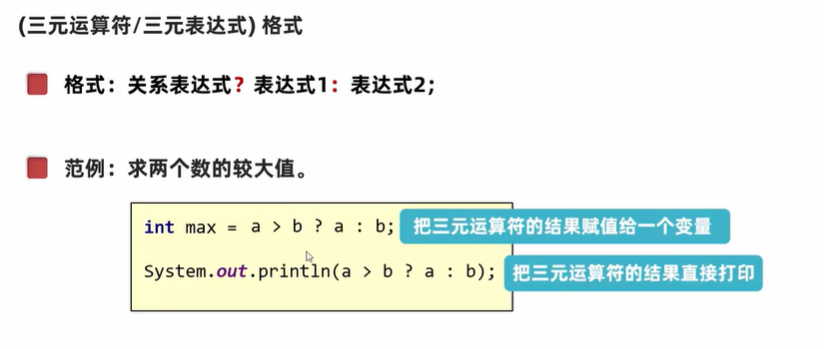 (三元运算符/三元表达式) 格式
格式：关系表达式？表达式1：表达式2；
范例：求两个数的较大值。
int max = a > b ? a : b; 把三元运算符的结果赋值给一个变量
System.out.println(a > b ? a : b); 把三元运算符的结果直接打印